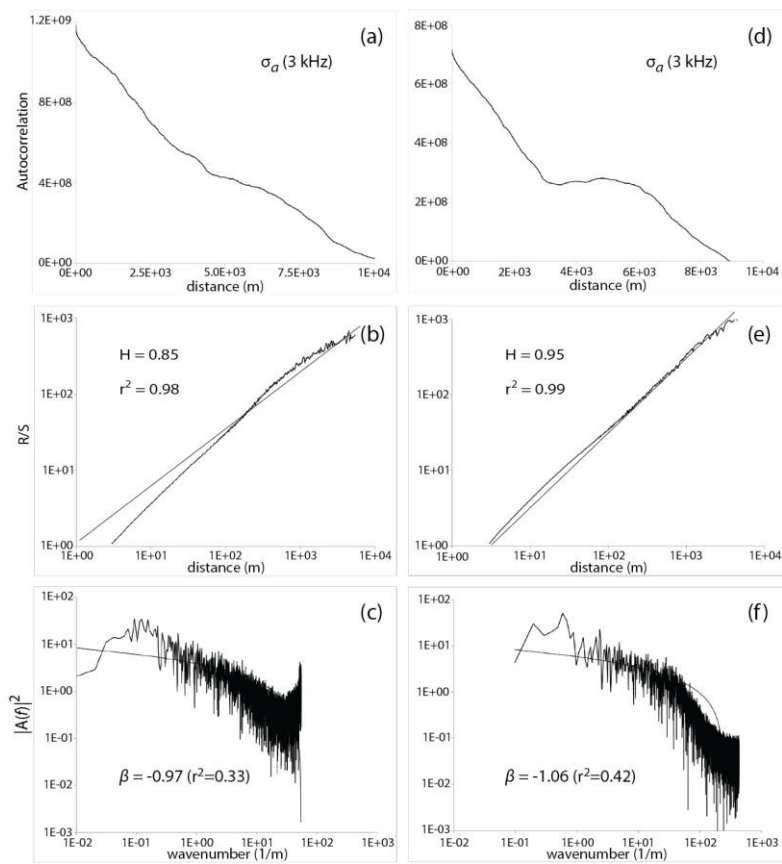 (a)
σa (3 kHz)
Autocorrelation
1.2E+09
8E+08
4E+08
0E+00
0E+00 2.5E+03 5E+03 7.5E+03 1E+04
distance (m)
(d)
σa (3 kHz)
8E+08
6E+08
4E+08
2E+08
0E+00
0E+00 2E+03 4E+03 6E+03 8E+03 1E+04
distance (m)
(b)
H = 0.85
r2 = 0.98
R/S
1E+03
1E+02
1E+01
1E+00
1E+00 1E+01 1E+02 1E+03 1E+04
distance (m)
(e)
H = 0.95
r2 = 0.99
1E+03
1E+02
1E+01
1E+00
1E+00 1E+01 1E+02 1E+03 1E+04
distance (m)
(c)
|A(f)|2
1E+02
1E+01
1E+00
1E-01
1E-02
1E-03
β = -0.97 (r2=0.33)
1E-02 1E-01 1E+00 1E+01 1E+02 1E+03
wavenumber (1/m)
(f)
1E+02
1E+01
1E+00
1E-01
1E-02
1E-03
β = -1.06 (r2=0.42)
1E-02 1E-01 1E+00 1E+01 1E+02 1E+03
wavenumber (1/m)